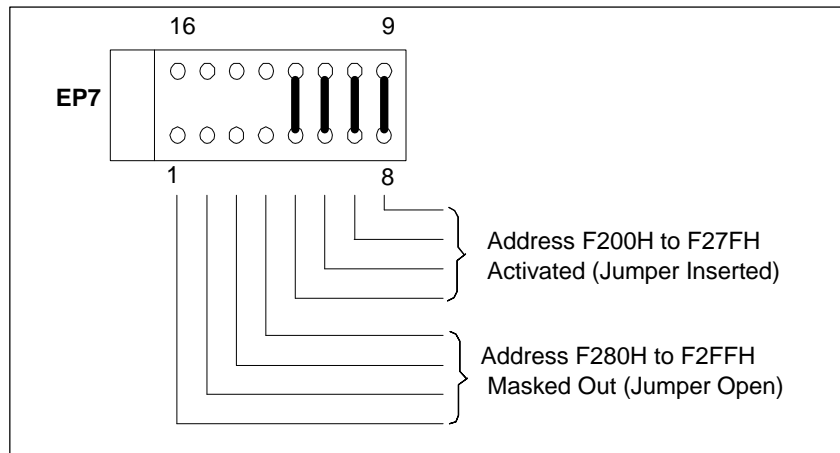 16 9
EP7
1 8
Address F200H to F27FH
Activated (Jumper Inserted)
Address F280H to F2FFH
Masked Out (Jumper Open)